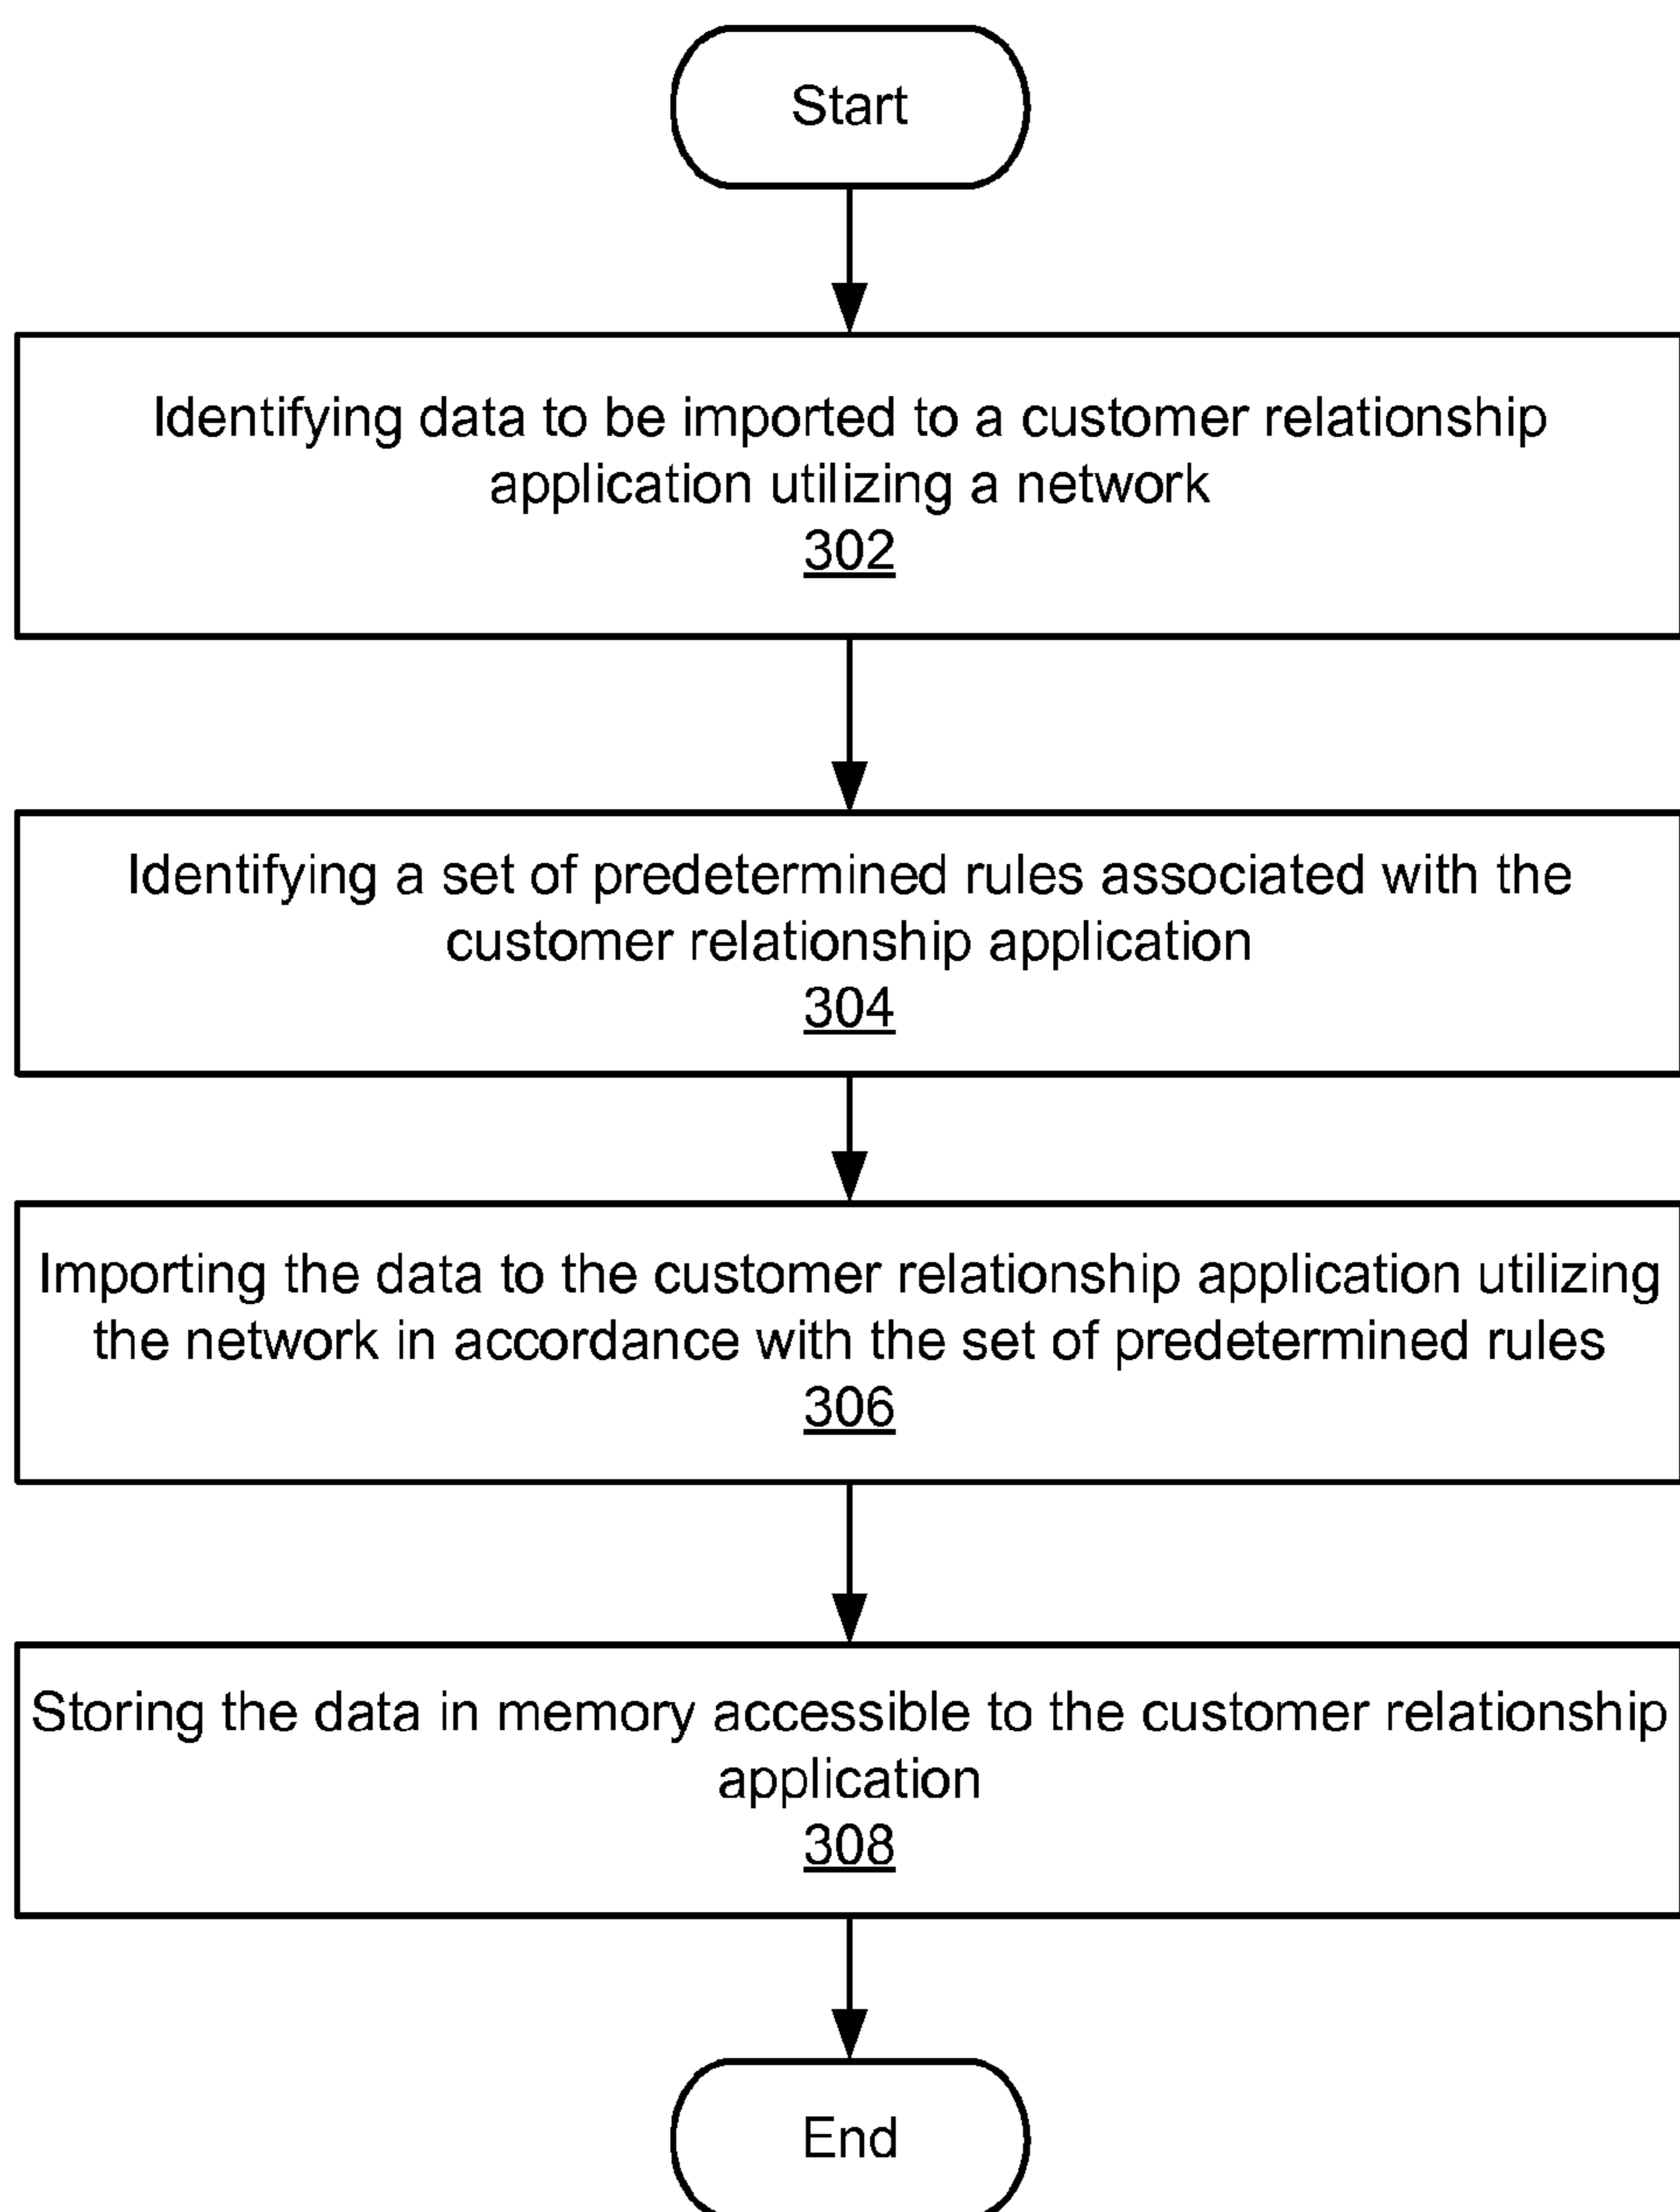 Start
Identifying data to be imported to a customer relationship
application utilizing a network
302
Identifying a set of predetermined rules associated with the
customer relationship application
304
Importing the data to the customer relationship application utilizing
the network in accordance with the set of predetermined rules
306
Storing the data in memory accessible to the customer relationship
application
308
End